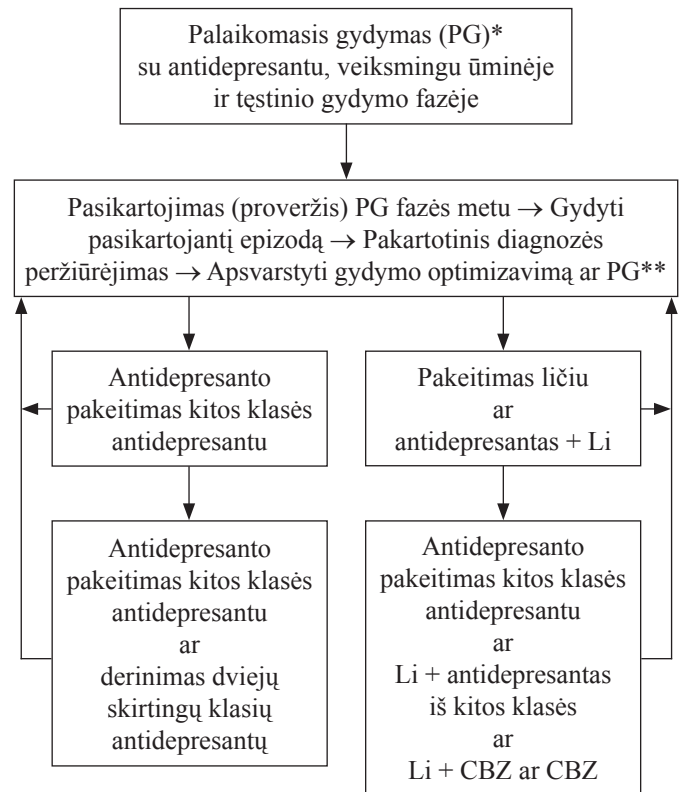 Palaikomasis gydymas (PG)*
su antidepresantu, veiksmingu ūminėje
ir tęstinio gydymo fazėje
Pasikartojimas (proveržis) PG fazės metu → Gydyti
pasikartojantį epizodą → Pakartotinis diagnozės
peržiūrėjimas → Apsvarstyti gydymo optimizavimą ar PG**
Antidepresanto
pakeitimas kitos klasės
antidepresantu
Pakeitimas ličiu
ar
antidepresantas + Li
Antidepresanto
pakeitimas kitos klasės
antidepresantu
ar
derinimas dviejų
skirtingų klasių
antidepresantų
Antidepresanto
pakeitimas kitos klasės
antidepresantu
ar
Li + antidepresantas
iš kitos klasės
ar
Li + CBZ ar CBZ